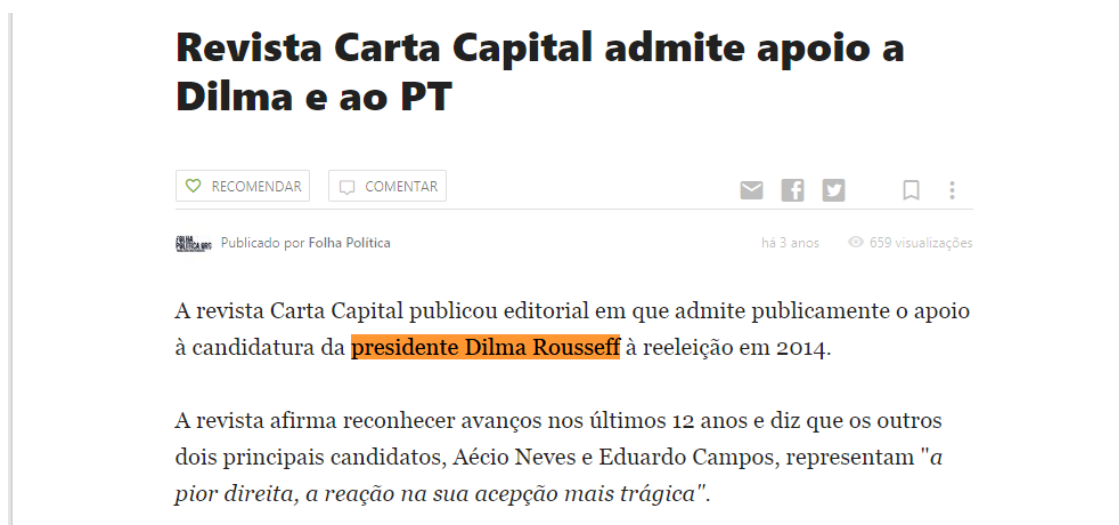 Revista Carta Capital admite apoio a
Dilma e ao PT
RECOMENDAR
COMENTAR
FOLHA
POLÍTICA.ORG
Publicado por Folha Política
há 3 anos
659 visualizações
A revista Carta Capital publicou editorial em que admite publicamente o apoio
à candidatura da presidente Dilma Rousseff à reeleição em 2014.
A revista afirma reconhecer avanços nos últimos 12 anos e diz que os outros
dois principais candidatos, Aécio Neves e Eduardo Campos, representam "a
pior direita, a reação na sua acepção mais trágica".